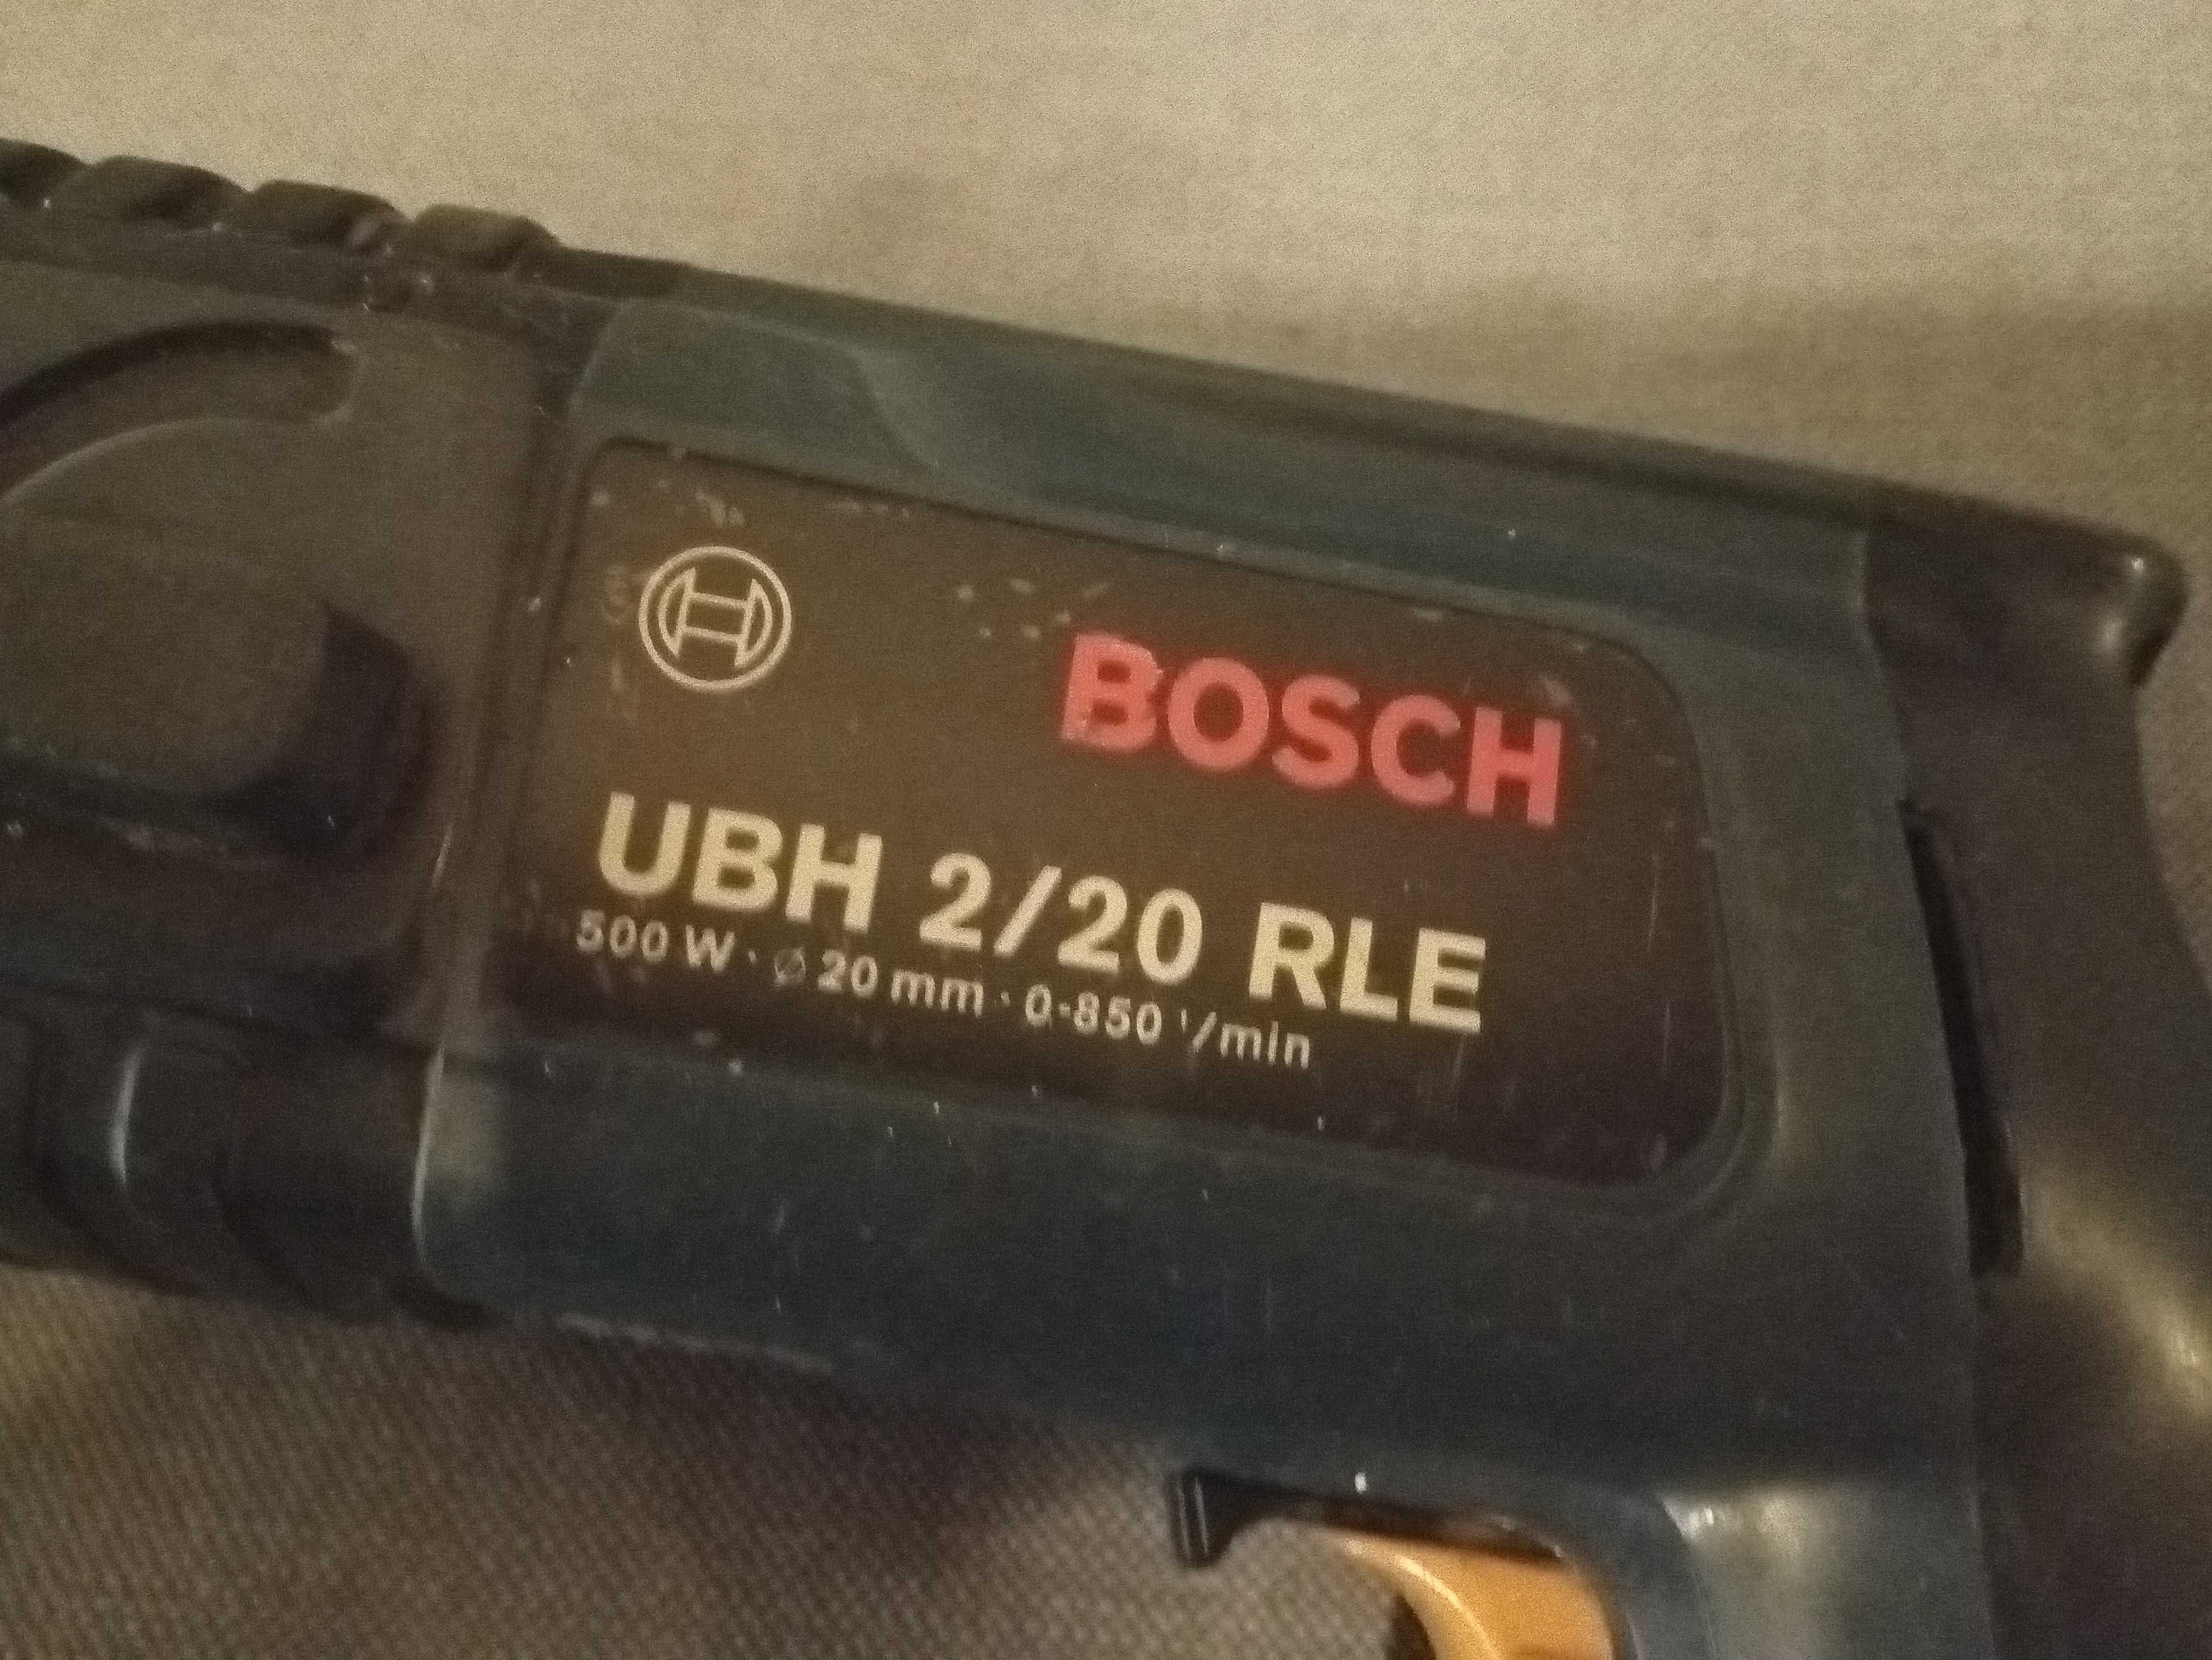 BOSCH
UBH 2/20 RLE
500 W · ⌀ 20 mm · 0-850 ¹/min